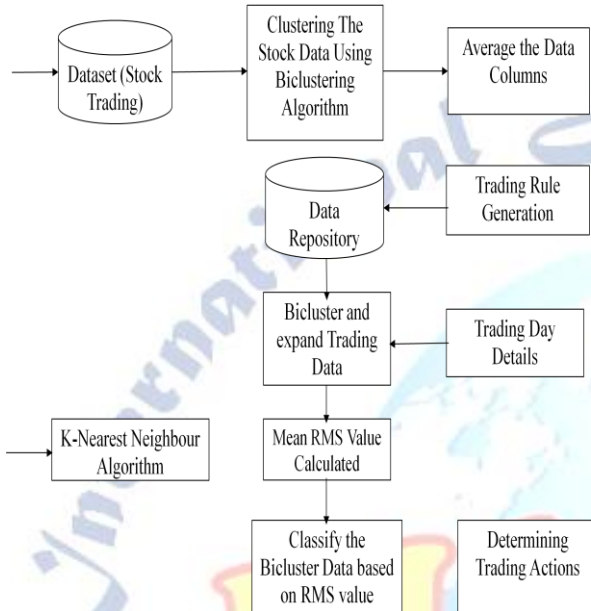 Dataset (Stock
Trading)
Clustering The
Stock Data Using
Biclustering
Algorithm
Average the Data
Columns
Data
Repository
Trading Rule
Generation
Bicluster and
expand Trading
Data
Trading Day
Details
K-Nearest Neighbour
Algorithm
Mean RMS Value
Calculated
Classify the
Bicluster Data based
on RMS value
Determining
Trading Actions